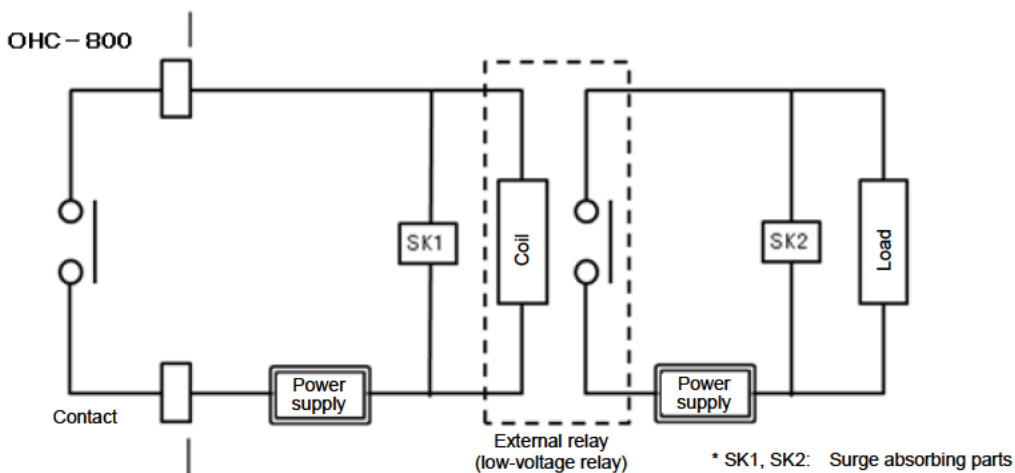 OHC-800
SK1
Coil
SK2
Load
Power
supply
Power
supply
Contact
External relay
(low-voltage relay)
* SK1, SK2: Surge absorbing parts